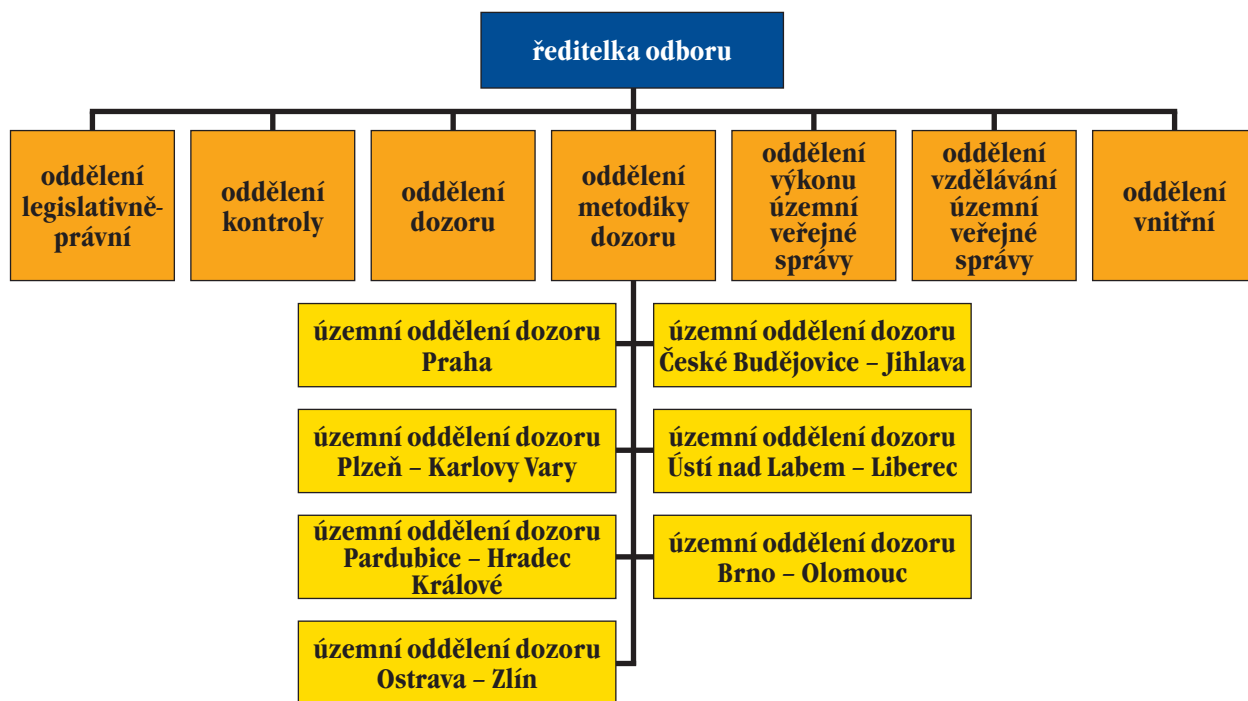 ředitelka odboru
oddělení
legislativně-
právní
oddělení
kontroly
oddělení
dozoru
oddělení
metodiky
dozoru
oddělení
výkonu
územní
veřejné
správy
oddělení
vzdělávání
územní
veřejné
správy
oddělení
vnitřní
územní oddělení dozoru
Praha
územní oddělení dozoru
České Budějovice – Jihlava
územní oddělení dozoru
Plzeň – Karlovy Vary
územní oddělení dozoru
Ústí nad Labem – Liberec
územní oddělení dozoru
Pardubice – Hradec
Králové
územní oddělení dozoru
Brno – Olomouc
územní oddělení dozoru
Ostrava – Zlín